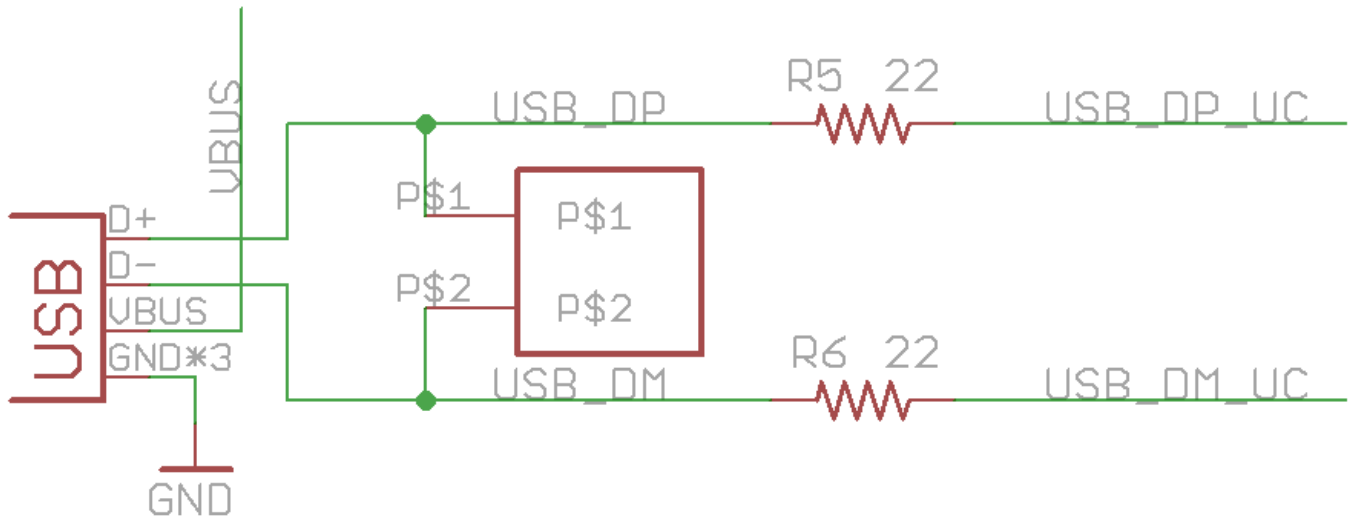 VBUS
R5 22
USB_DP
USB_DP_UC
P$1
P$1
D+
D-
USB
VBUS
GND*3
P$2
P$2
R6 22
USB_DM
USB_DM_UC
GND